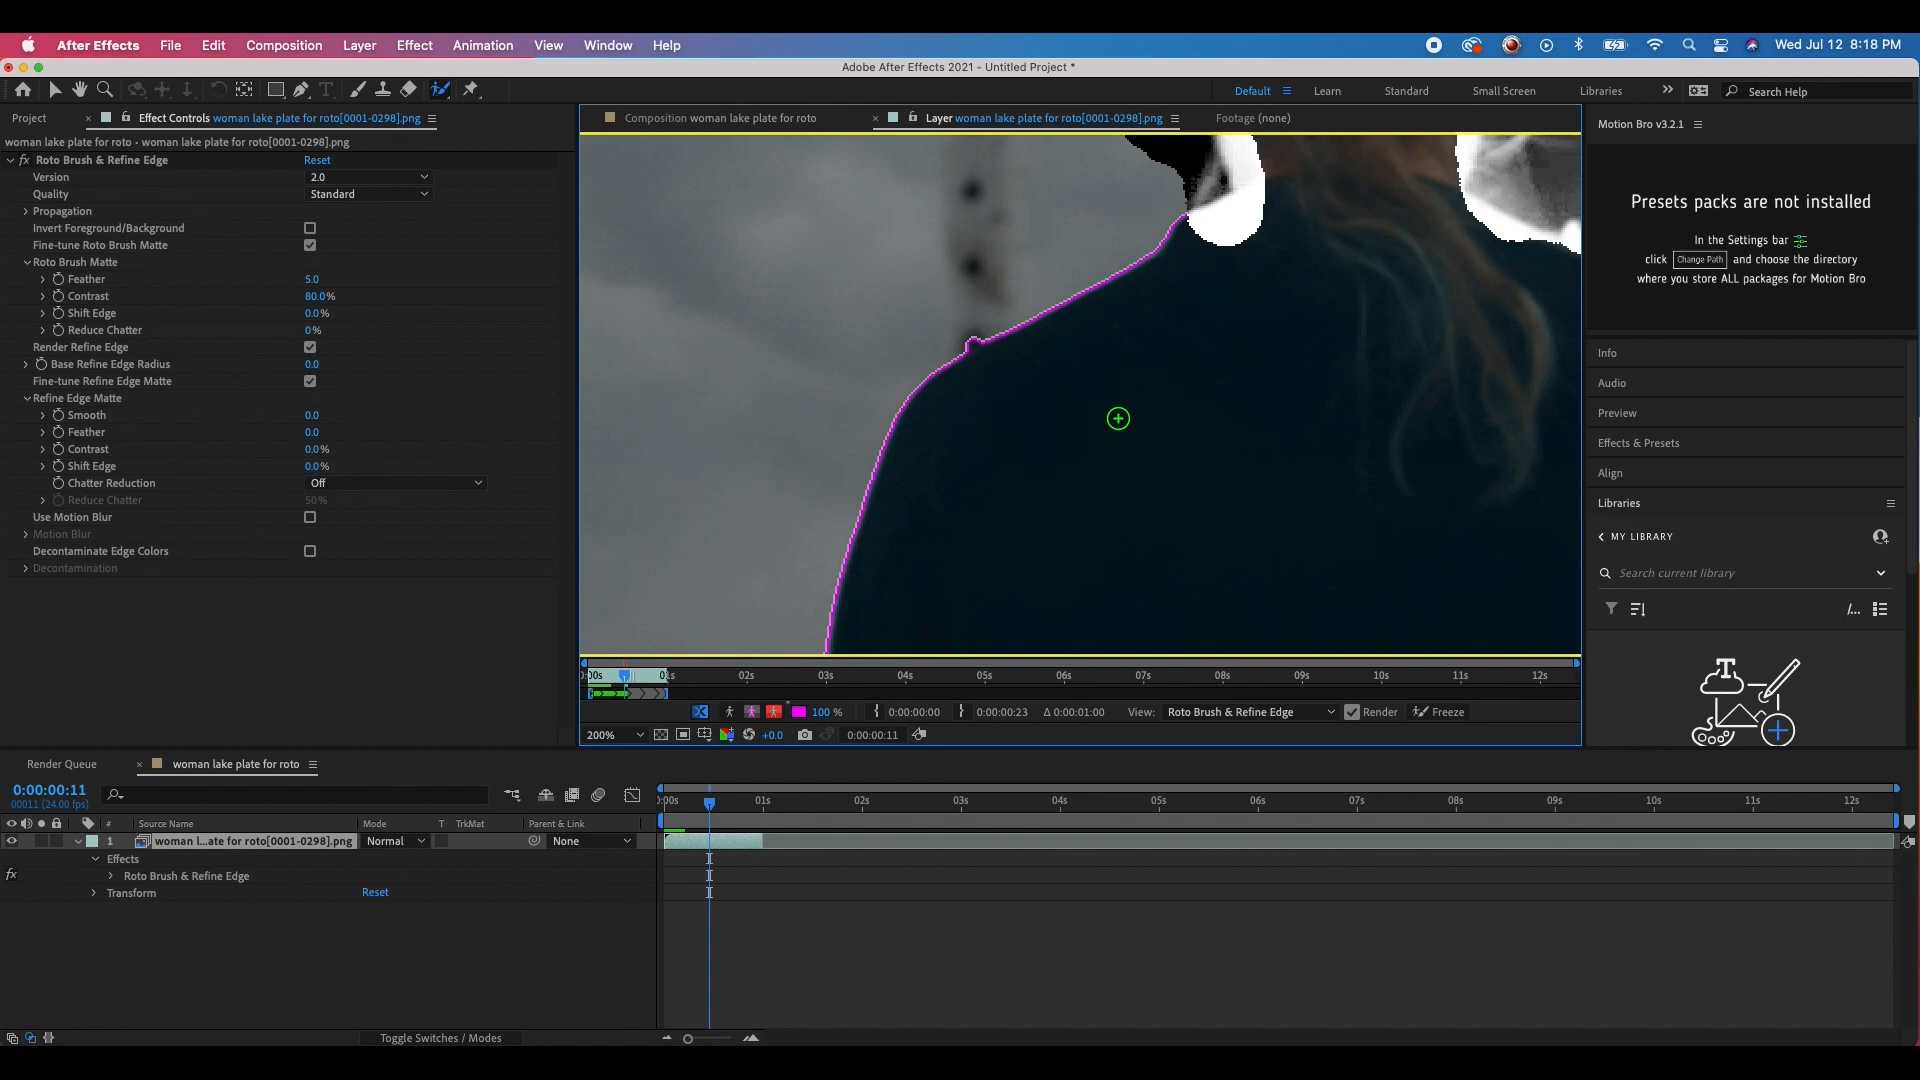 After Effects File Edit Composition Layer Effect Animation View Window Help Wed Jul 12 8:18 PM
Adobe After Effects 2021 - Untitled Project *
Default Learn Standard Small Screen Libraries Search Help
Project × Effect Controls woman lake plate for roto[0001-0298].png
Composition woman lake plate for roto × Layer woman lake plate for roto[0001-0298].png Footage (none)
Motion Bro v3.2.1
woman lake plate for roto • woman lake plate for roto[0001-0298].png
fx Roto Brush & Refine Edge Reset
Version 2.0
Quality Standard
Propagation
Invert Foreground/Background
Fine-tune Roto Brush Matte
Roto Brush Matte
Feather 5.0
Contrast 80.0%
Shift Edge 0.0%
Reduce Chatter 0%
Render Refine Edge
Base Refine Edge Radius 0.0
Fine-tune Refine Edge Matte
Refine Edge Matte
Smooth 0.0
Feather 0.0
Contrast 0.0%
Shift Edge 0.0%
Chatter Reduction Off
Reduce Chatter 50%
Use Motion Blur
Motion Blur
Decontaminate Edge Colors
Decontamination
Presets packs are not installed
In the Settings bar
click Change Path and choose the directory
where you store ALL packages for Motion Bro
Info
Audio
Preview
Effects & Presets
Align
Libraries
MY LIBRARY
Search current library
/...
:00s 01s 02s 03s 04s 05s 06s 07s 08s 09s 10s 11s 12s
100 % 0:00:00:00 0:00:00:23 Δ 0:00:01:00 View: Roto Brush & Refine Edge Render Freeze
200% +0.0 0:00:00:11
Render Queue × woman lake plate for roto
0:00:00:11
00011 (24.00 fps)
:00s 01s 02s 03s 04s 05s 06s 07s 08s 09s 10s 11s 12s
# Source Name Mode T TrkMat Parent & Link
1 woman l...ate for roto[0001-0298].png Normal None
Effects
fx Roto Brush & Refine Edge
Transform Reset
Toggle Switches / Modes